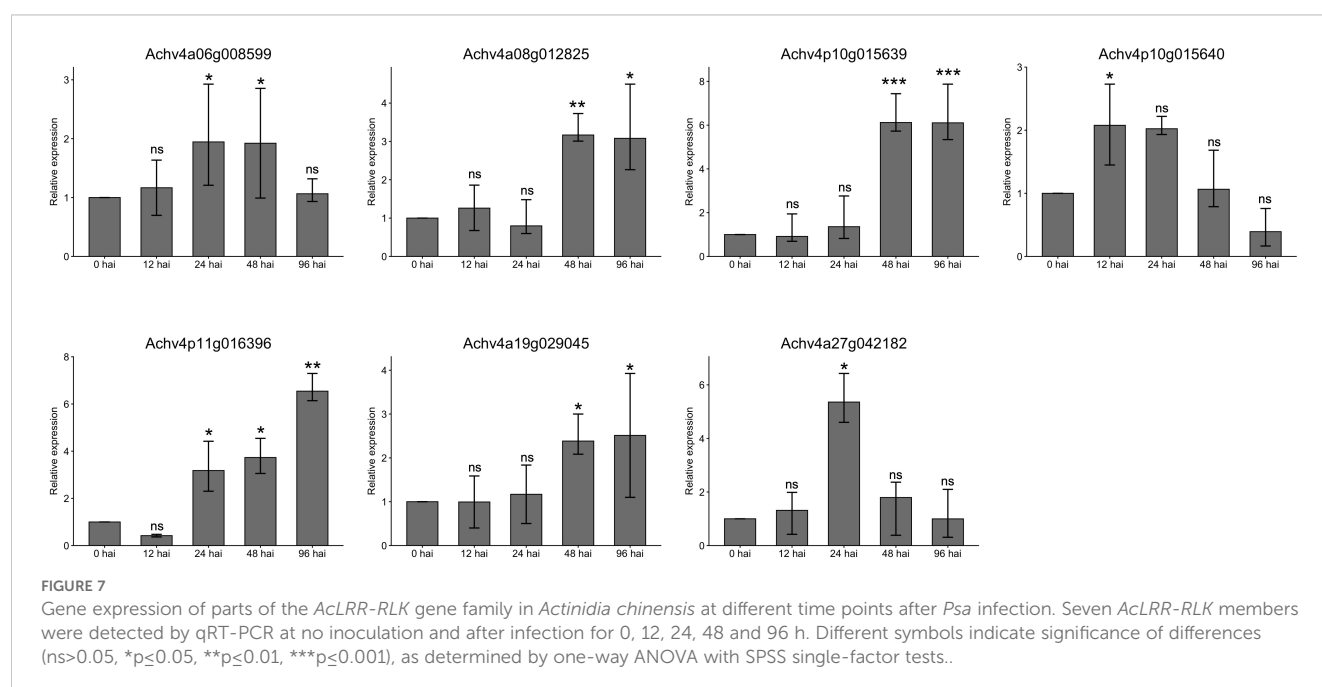 Achv4a06g008599
Relative expression
3
2
1
0
ns
*
*
ns
0 hai 12 hai 24 hai 48 hai 96 hai
Achv4a08g012825
Relative expression
4
3
2
1
0
ns
ns
**
*
0 hai 12 hai 24 hai 48 hai 96 hai
Achv4p10g015639
Relative expression
8
6
4
2
0
ns
ns
***
***
0 hai 12 hai 24 hai 48 hai 96 hai
Achv4p10g015640
Relative expression
3
2
1
0
*
ns
ns
ns
0 hai 12 hai 24 hai 48 hai 96 hai
Achv4p11g016396
Relative expression
8
6
4
2
0
ns
*
*
**
0 hai 12 hai 24 hai 48 hai 96 hai
Achv4a19g029045
Relative expression
4
3
2
1
0
ns
ns
*
*
0 hai 12 hai 24 hai 48 hai 96 hai
Achv4a27g042182
Relative expression
6
4
2
0
ns
*
ns
ns
0 hai 12 hai 24 hai 48 hai 96 hai
FIGURE 7
Gene expression of parts of the AcLRR-RLK gene family in Actinidia chinensis at different time points after Psa infection. Seven AcLRR-RLK members
were detected by qRT-PCR at no inoculation and after infection for 0, 12, 24, 48 and 96 h. Different symbols indicate significance of differences
(ns>0.05, *p≤0.05, **p≤0.01, ***p≤0.001), as determined by one-way ANOVA with SPSS single-factor tests..